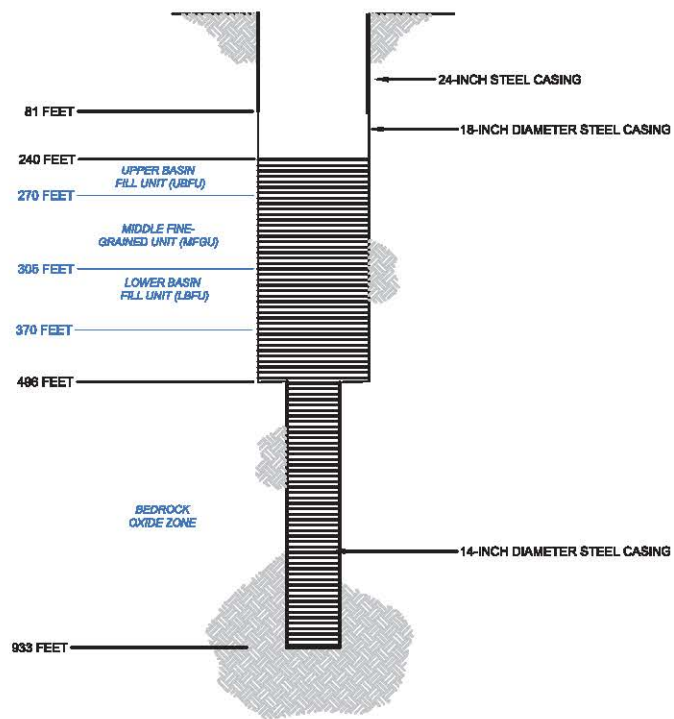 24-INCH STEEL CASING
81 FEET
18-INCH DIAMETER STEEL CASING
240 FEET
UPPER BASIN
FILL UNIT (UBFU)
270 FEET
MIDDLE FINE-
GRAINED UNIT (MFGU)
305 FEET
LOWER BASIN
FILL UNIT (LBFU)
370 FEET
496 FEET
BEDROCK
OXIDE ZONE
14-INCH DIAMETER STEEL CASING
933 FEET